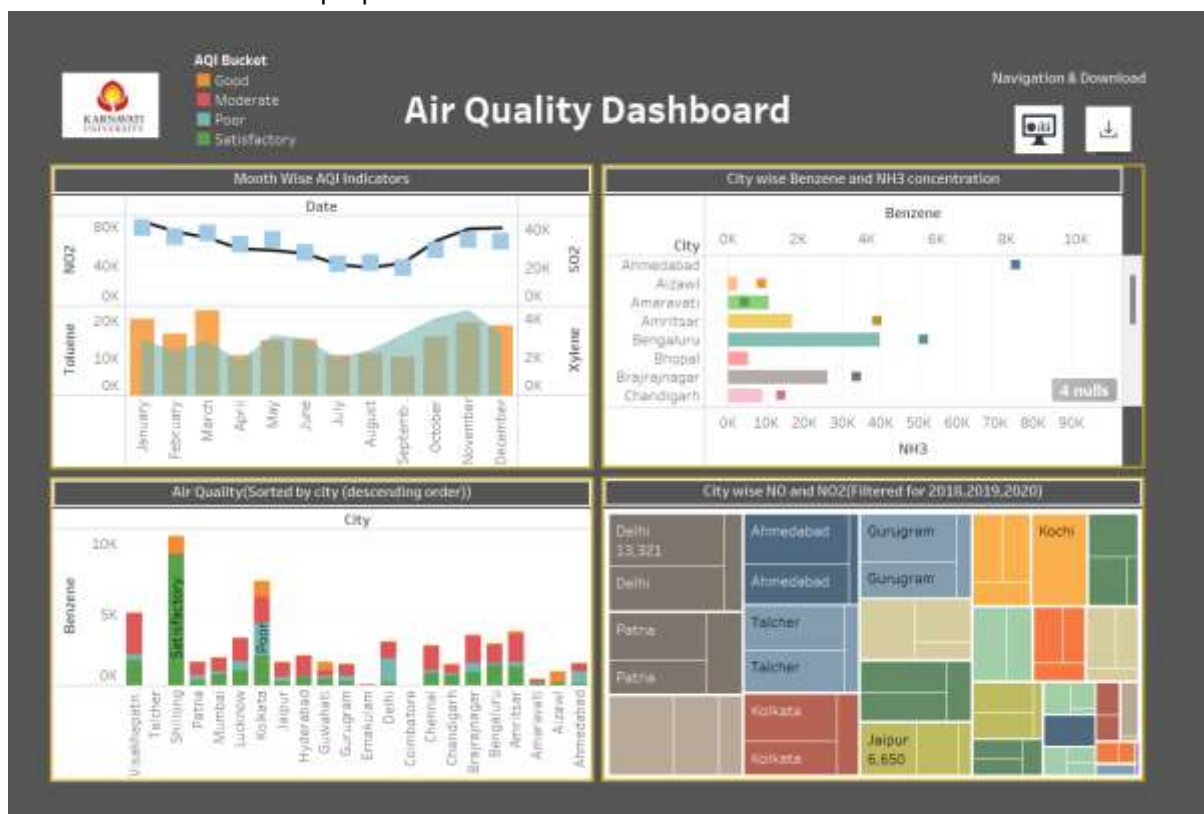 AQI Bucket
Good
Moderate
Poor
Satisfactory
KARNAVATI
UNIVERSITY
Air Quality Dashboard
Navigation & Download
Month Wise AQI Indicators
Date
NO2
80K
40K
0K
40K
20K
0K
SO2
Toluene
20K
10K
0K
4K
2K
0K
Xylene
January
February
March
April
May
June
July
August
Septemb..
October
November
December
City wise Benzene and NH3 concentration
Benzene
City
0K 2K 4K 6K 8K 10K
Ahmedabad
Aizawl
Amaravati
Amritsar
Bengaluru
Bhopal
Brajrajnagar
Chandigarh
4 nulls
0K 10K 20K 30K 40K 50K 60K 70K 80K 90K
NH3
Air Quality(Sorted by city (descending order))
City
Benzene
10K
5K
0K
Satisfactory
Poor
Visakhapatn
Talcher
Shillong
Patna
Mumbai
Lucknow
Kolkata
Jaipur
Hyderabad
Guwahati
Gurugram
Ernakulam
Delhi
Coimbatore
Chennai
Chandigarh
Brajrajnagar
Bengaluru
Amritsar
Amaravati
Aizawl
Ahmedabad
City wise NO and NO2(Filtered for 2018,2019,2020)
Delhi
13,321
Delhi
Patna
Patna
Ahmedabad
Ahmedabad
Talcher
Talcher
Kolkata
Kolkata
Gurugram
Gurugram
Jaipur
6,650
Kochi